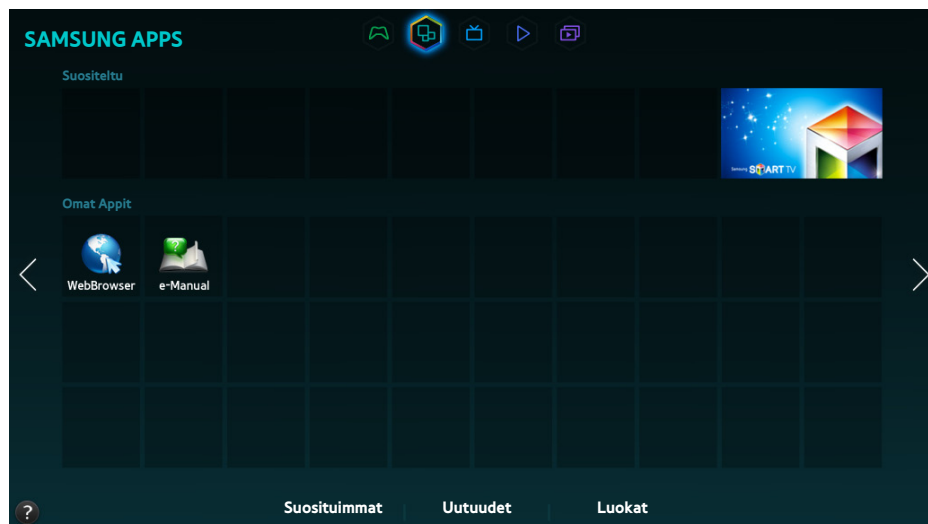 SAMSUNG APPS
Suositeltu
Samsung SMART TV
Omat Appit
WebBrowser
e-Manual
?
Suosituimmat
Uutuudet
Luokat